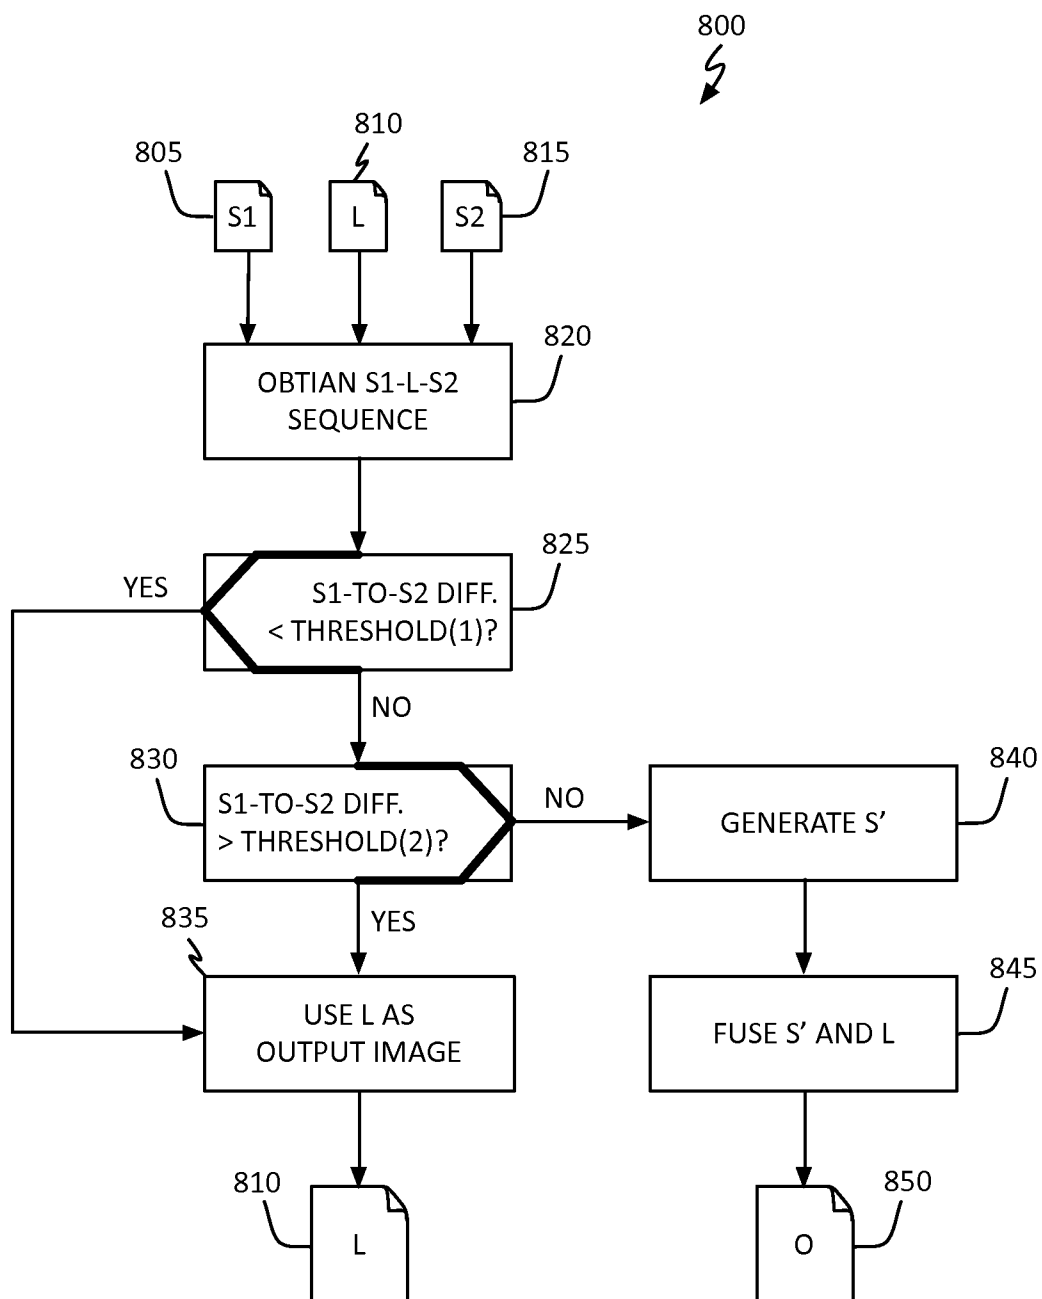 800
805
810
815
S1
L
S2
820
OBTIAN S1-L-S2
SEQUENCE
825
YES
S1-TO-S2 DIFF.
< THRESHOLD(1)?
NO
830
840
S1-TO-S2 DIFF.
> THRESHOLD(2)?
NO
GENERATE S’
835
YES
845
USE L AS
OUTPUT IMAGE
FUSE S’ AND L
810
850
L
O